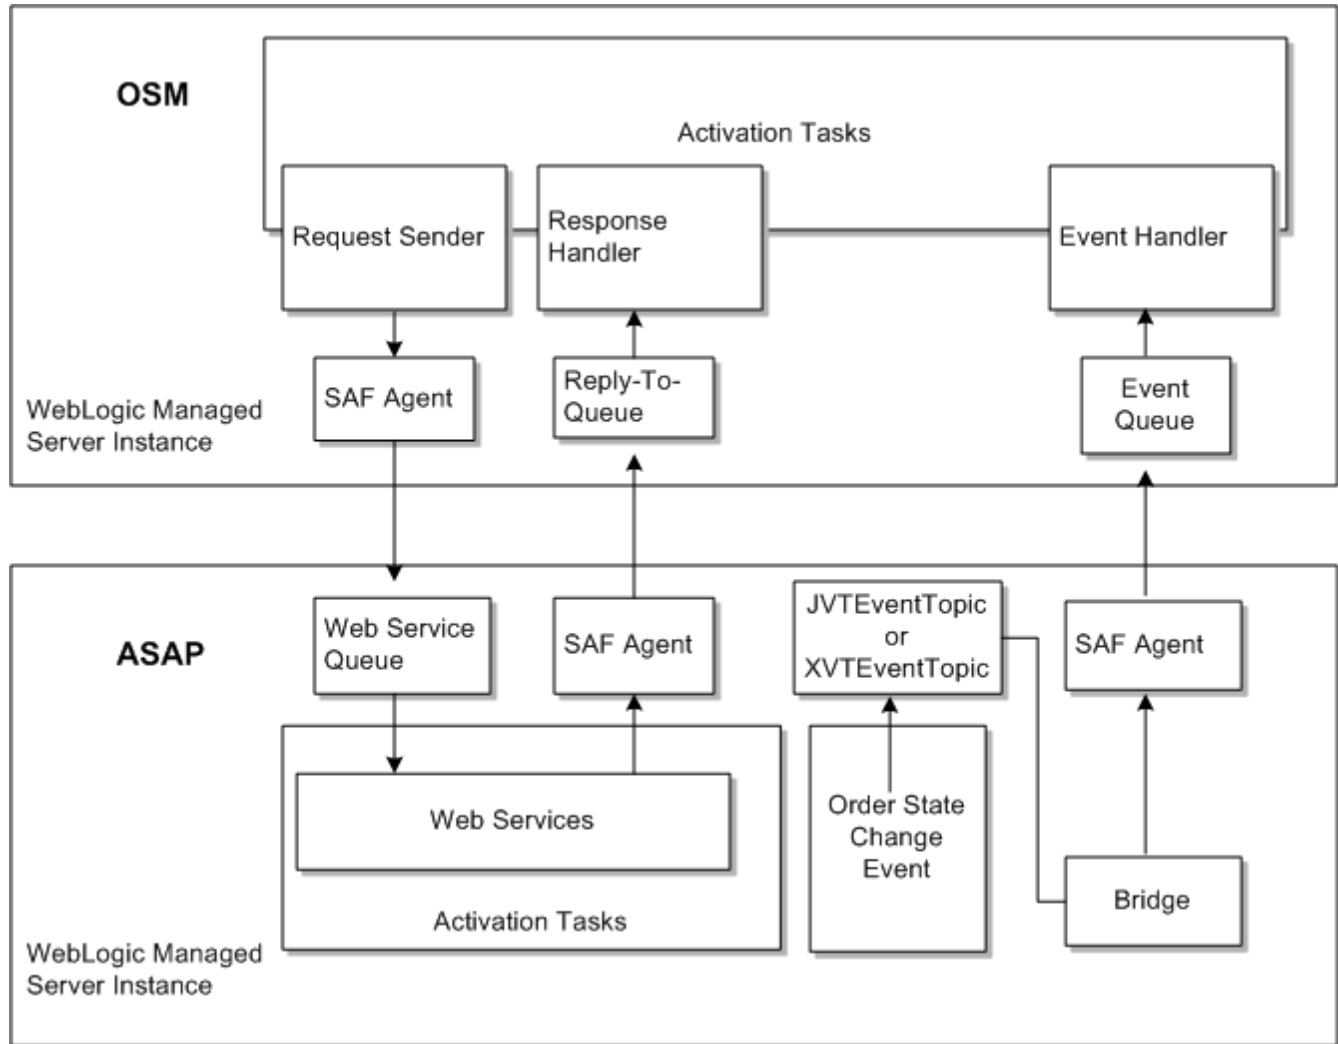 OSM
Activation Tasks
Request Sender
Response
Handler
Event Handler
SAF Agent
Reply-To-
Queue
Event
Queue
WebLogic Managed
Server Instance
ASAP
Web Service
Queue
SAF Agent
JVTEventTopic
or
XVTEventTopic
SAF Agent
Web Services
Activation Tasks
Order State
Change
Event
Bridge
WebLogic Managed
Server Instance